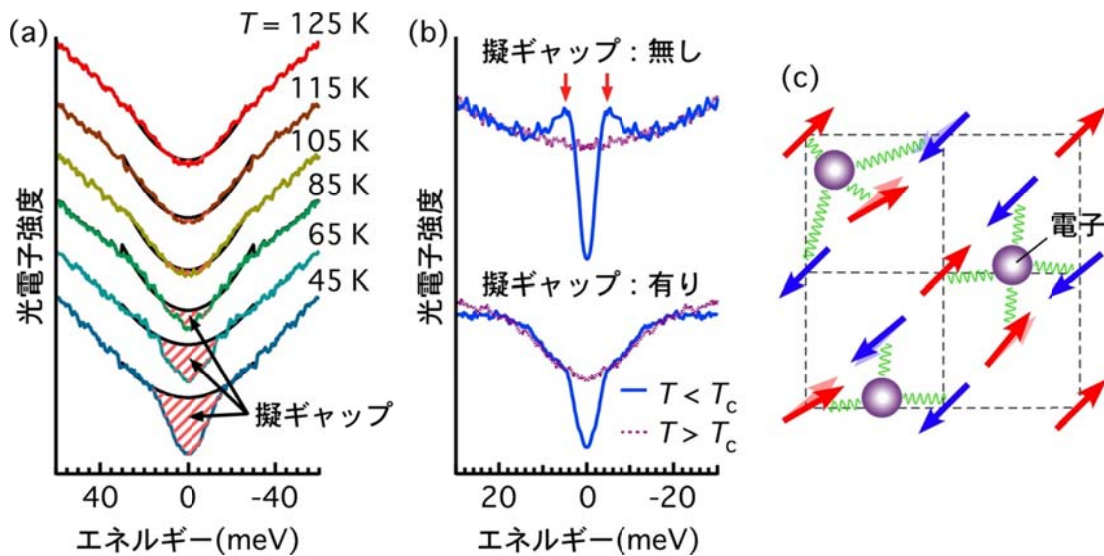 (a)
T = 125 K
115 K
105 K
85 K
65 K
45 K
擬ギャップ
光電子強度
40 0 -40
エネルギー(meV)
(b)
擬ギャップ：無し
擬ギャップ：有り
T < Tc
T > Tc
光電子強度
20 0 -20
エネルギー(meV)
(c)
電子